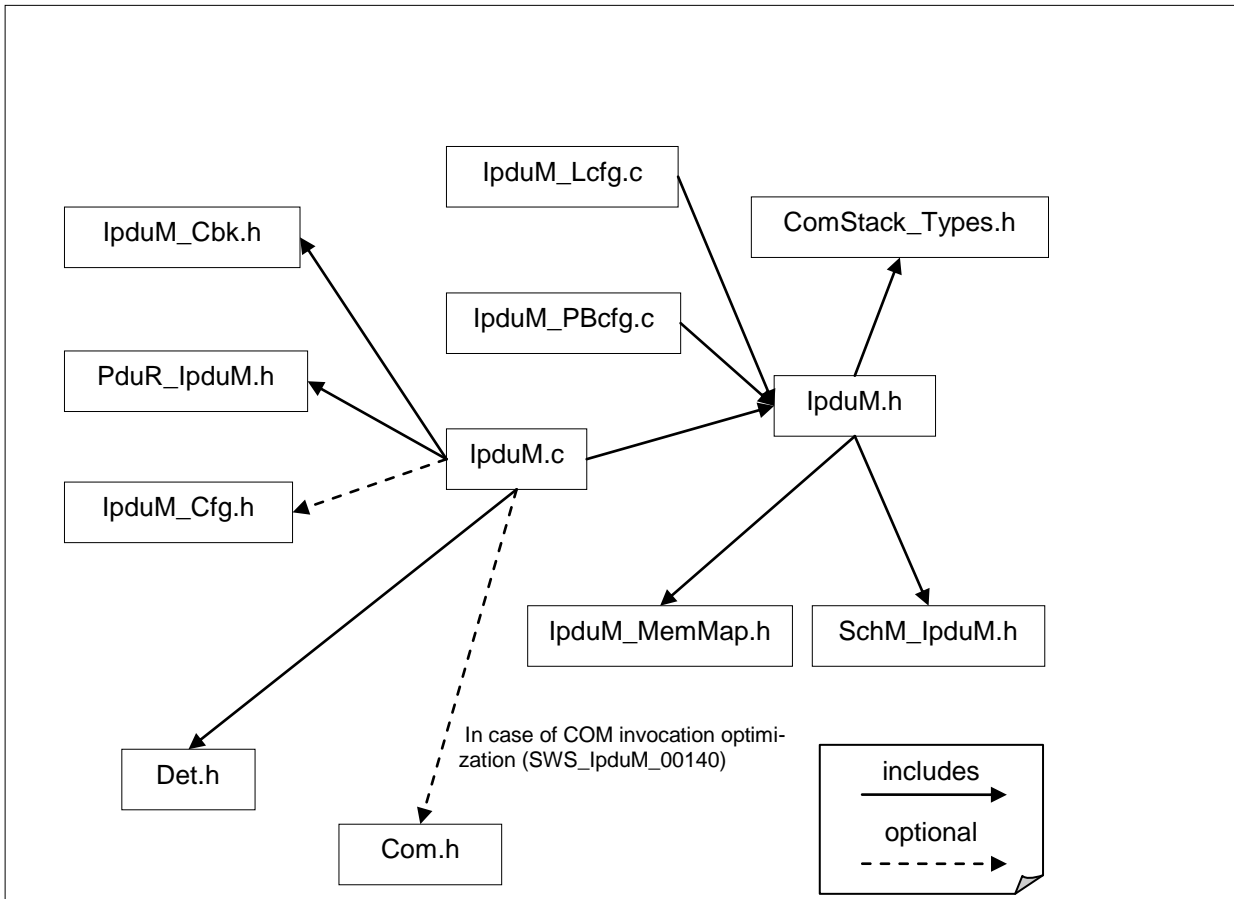 IpduM_Lcfg.c
IpduM_Cbk.h
ComStack_Types.h
IpduM_PBcfg.c
PduR_IpduM.h
IpduM.h
IpduM.c
IpduM_Cfg.h
IpduM_MemMap.h
SchM_IpduM.h
In case of COM invocation optimi-
zation (SWS_IpduM_00140)
Det.h
Com.h
includes
optional